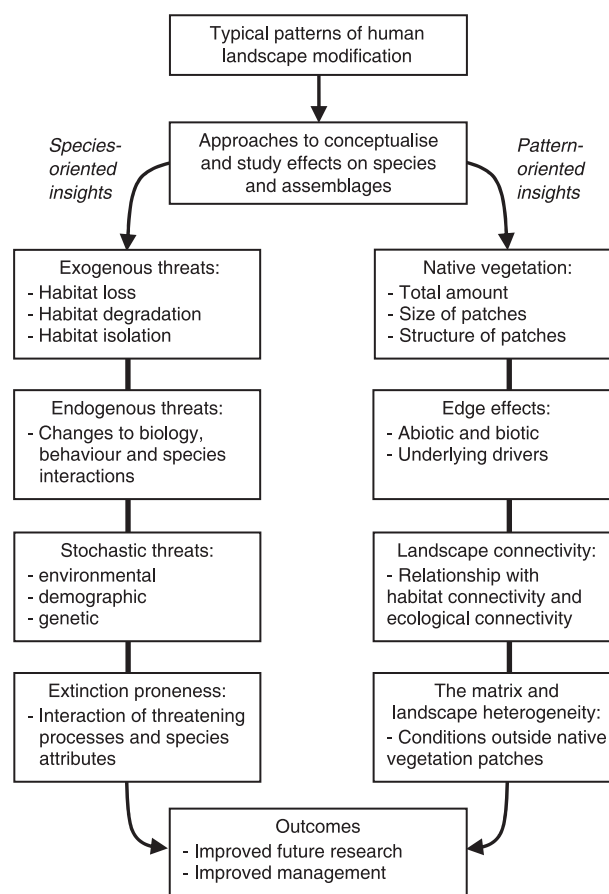 Typical patterns of human
landscape modification
Species-
oriented
insights
Approaches to conceptualise
and study effects on species
and assemblages
Pattern-
oriented
insights
Exogenous threats:
- Habitat loss
- Habitat degradation
- Habitat isolation
Endogenous threats:
- Changes to biology,
behaviour and species
interactions
Stochastic threats:
- environmental
- demographic
- genetic
Extinction proneness:
- Interaction of threatening
processes and species
attributes
Native vegetation:
- Total amount
- Size of patches
- Structure of patches
Edge effects:
- Abiotic and biotic
- Underlying drivers
Landscape connectivity:
- Relationship with
habitat connectivity and
ecological connectivity
The matrix and
landscape heterogeneity:
- Conditions outside native
vegetation patches
Outcomes
- Improved future research
- Improved management